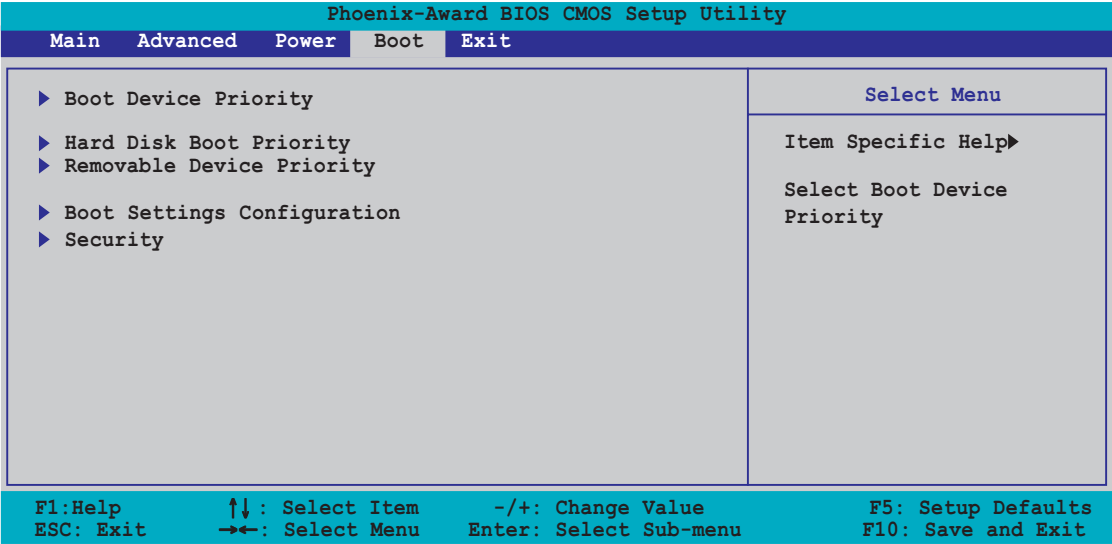 Phoenix-Award BIOS CMOS Setup Utility
Main Advanced Power Boot Exit
Boot Device Priority
Hard Disk Boot Priority
Removable Device Priority
Boot Settings Configuration
Security
Select Menu
Item Specific Help
Select Boot Device
Priority
F1:Help ↑↓: Select Item -/+: Change Value F5: Setup Defaults
ESC: Exit →←: Select Menu Enter: Select Sub-menu F10: Save and Exit